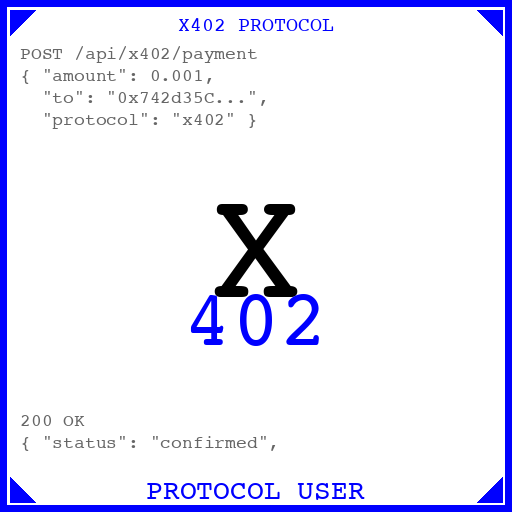 X402 PROTOCOL
POST /api/x402/payment
{ "amount": 0.001,
  "to": "0x742d35C...",
  "protocol": "x402" }
X
402
200 OK
{ "status": "confirmed",
PROTOCOL USER